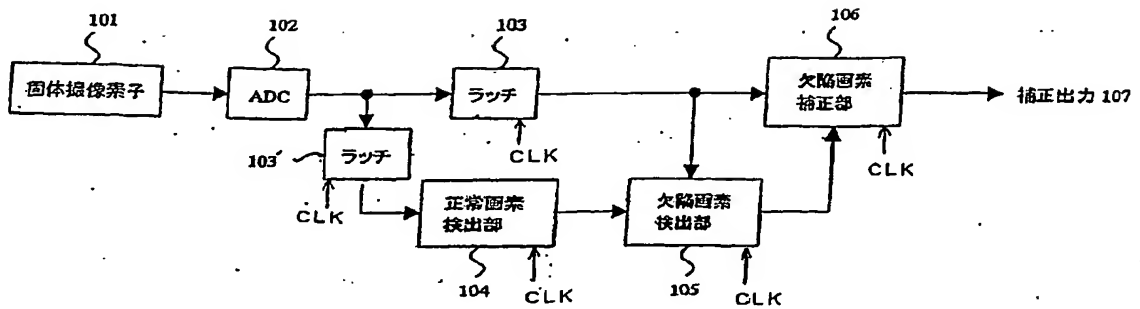 101
102
103
106
固体撮像素子
ADC
ラッチ
欠陥画素
補正部
補正出力 107
CLK
CLK
103'
ラッチ
CLK
正常画素
検出部
欠陥画素
検出部
104
CLK
105
CLK